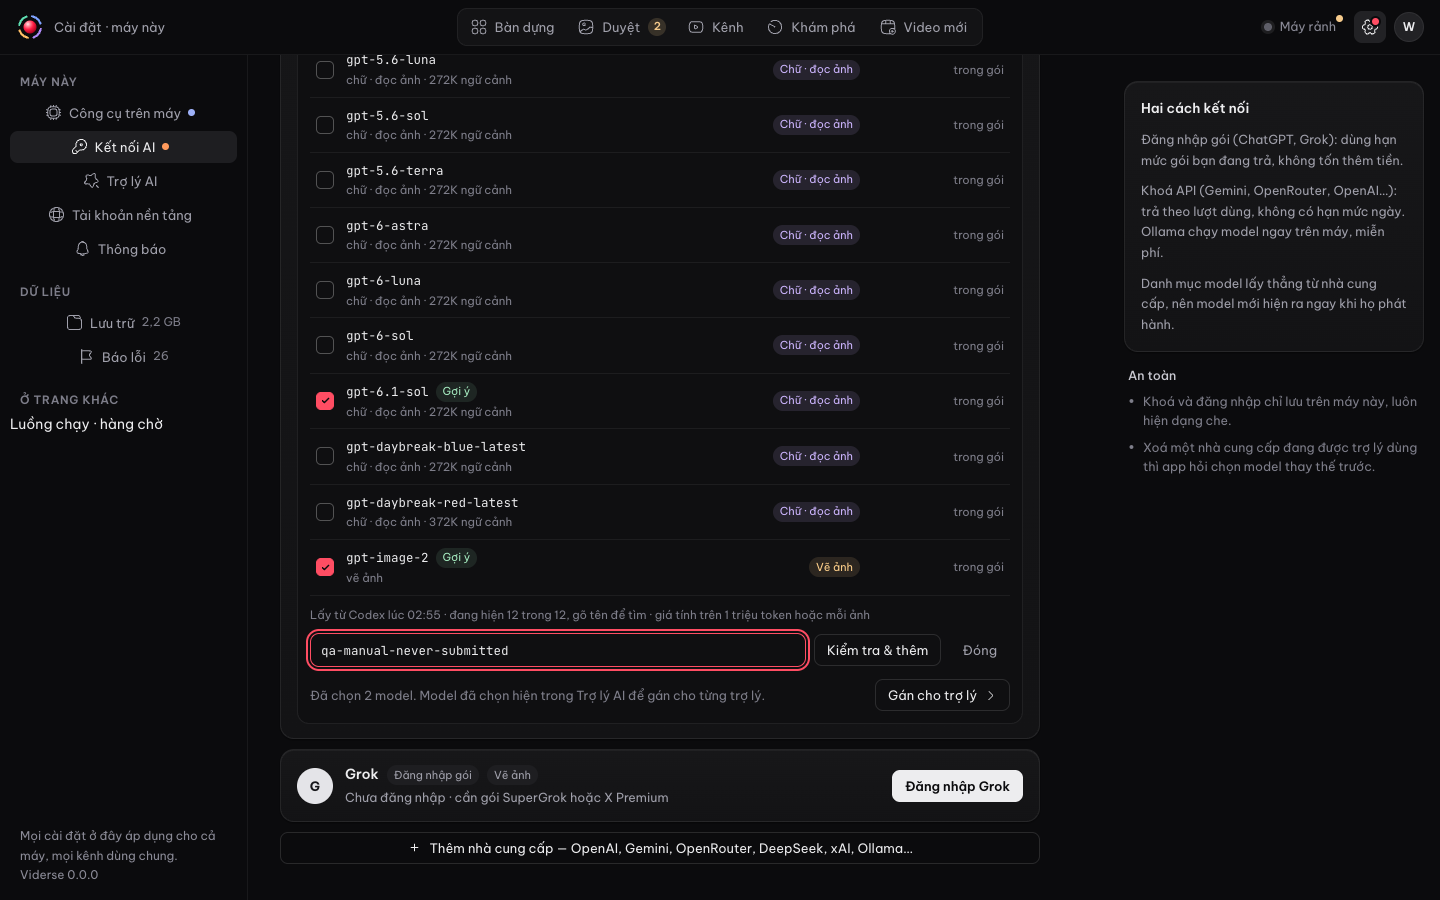 Cài đặt · máy này
Bàn dựng
Duyệt 2
Kênh
Khám phá
Video mới
Máy rảnh
W
MÁY NÀY
Công cụ trên máy
Kết nối AI
Trợ lý AI
Tài khoản nền tảng
Thông báo
DỮ LIỆU
Lưu trữ 2,2 GB
Báo lỗi 26
Ở TRANG KHÁC
Luồng chạy · hàng chờ
Mọi cài đặt ở đây áp dụng cho cả
máy, mọi kênh dùng chung.
Viderse 0.0.0
gpt-5.6-luna
chữ · đọc ảnh · 272K ngữ cảnh
Chữ · đọc ảnh
trong gói
gpt-5.6-sol
chữ · đọc ảnh · 272K ngữ cảnh
Chữ · đọc ảnh
trong gói
gpt-5.6-terra
chữ · đọc ảnh · 272K ngữ cảnh
Chữ · đọc ảnh
trong gói
gpt-6-astra
chữ · đọc ảnh · 272K ngữ cảnh
Chữ · đọc ảnh
trong gói
gpt-6-luna
chữ · đọc ảnh · 272K ngữ cảnh
Chữ · đọc ảnh
trong gói
gpt-6-sol
chữ · đọc ảnh · 272K ngữ cảnh
Chữ · đọc ảnh
trong gói
gpt-6.1-sol Gợi ý
chữ · đọc ảnh · 272K ngữ cảnh
Chữ · đọc ảnh
trong gói
gpt-daybreak-blue-latest
chữ · đọc ảnh · 272K ngữ cảnh
Chữ · đọc ảnh
trong gói
gpt-daybreak-red-latest
chữ · đọc ảnh · 372K ngữ cảnh
Chữ · đọc ảnh
trong gói
gpt-image-2 Gợi ý
vẽ ảnh
Vẽ ảnh
trong gói
Lấy từ Codex lúc 02:55 · đang hiện 12 trong 12, gõ tên để tìm · giá tính trên 1 triệu token hoặc mỗi ảnh
qa-manual-never-submitted
Kiểm tra & thêm
Đóng
Đã chọn 2 model. Model đã chọn hiện trong Trợ lý AI để gán cho từng trợ lý.
Gán cho trợ lý
G
Grok Đăng nhập gói Vẽ ảnh
Chưa đăng nhập · cần gói SuperGrok hoặc X Premium
Đăng nhập Grok
+ Thêm nhà cung cấp — OpenAI, Gemini, OpenRouter, DeepSeek, xAI, Ollama…
Hai cách kết nối
Đăng nhập gói (ChatGPT, Grok): dùng hạn
mức gói bạn đang trả, không tốn thêm tiền.
Khoá API (Gemini, OpenRouter, OpenAI…):
trả theo lượt dùng, không có hạn mức ngày.
Ollama chạy model ngay trên máy, miễn
phí.
Danh mục model lấy thẳng từ nhà cung
cấp, nên model mới hiện ra ngay khi họ phát
hành.
An toàn
• Khoá và đăng nhập chỉ lưu trên máy này, luôn
hiện dạng che.
• Xoá một nhà cung cấp đang được trợ lý dùng
thì app hỏi chọn model thay thế trước.